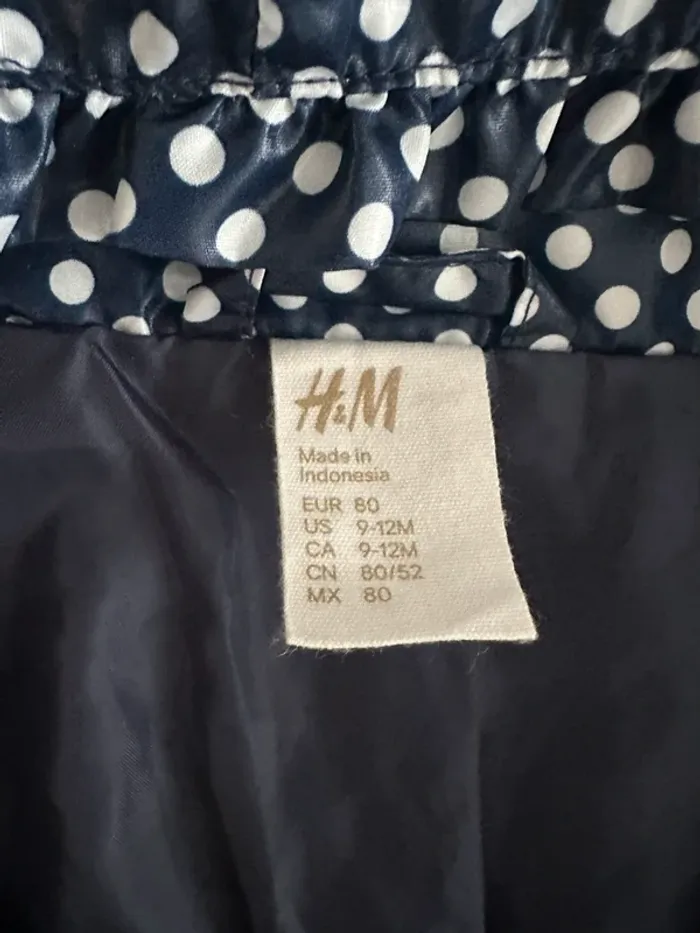 H&M
Made in
Indonesia
EUR 80
US 9-12M
CA 9-12M
CN 80/52
MX 80